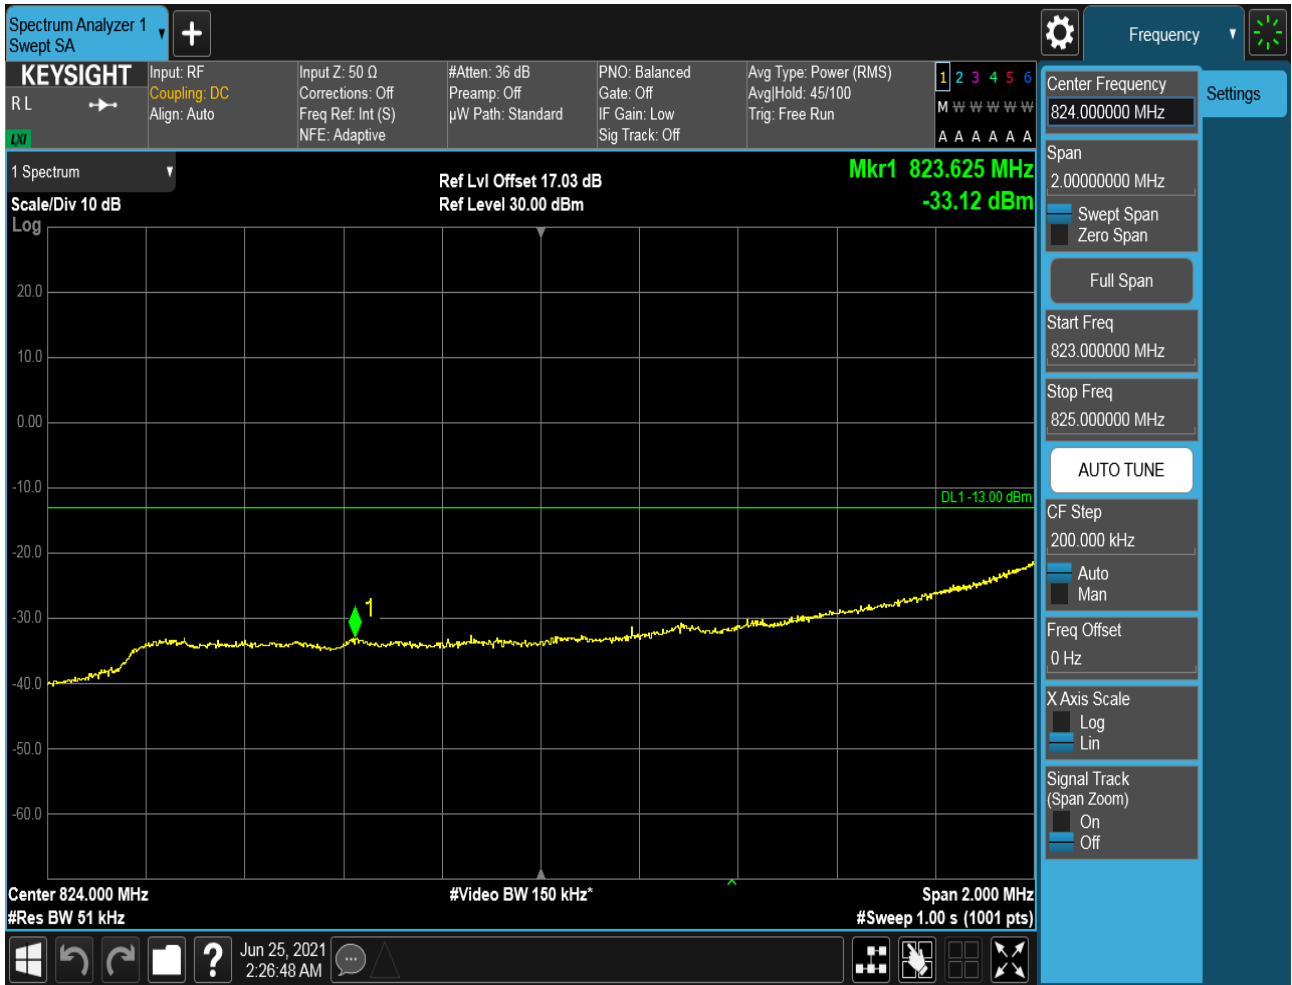 Spectrum Analyzer 1
Swept SA
Frequency
KEYSIGHT
R L
LXI
Input: RF
Coupling: DC
Align: Auto
Input Z: 50 Ω
Corrections: Off
Freq Ref: Int (S)
NFE: Adaptive
#Atten: 36 dB
Preamp: Off
µW Path: Standard
PNO: Balanced
Gate: Off
IF Gain: Low
Sig Track: Off
Avg Type: Power (RMS)
Avg|Hold: 45/100
Trig: Free Run
1 2 3 4 5 6
M W W W W W
A A A A A A
1 Spectrum
Scale/Div 10 dB
Log
Ref Lvl Offset 17.03 dB
Ref Level 30.00 dBm
Mkr1 823.625 MHz
-33.12 dBm
20.0
10.0
0.00
-10.0
DL1 -13.00 dBm
-20.0
1
-30.0
-40.0
-50.0
-60.0
Center 824.000 MHz
#Res BW 51 kHz
#Video BW 150 kHz*
Span 2.000 MHz
#Sweep 1.00 s (1001 pts)
Jun 25, 2021
2:26:48 AM
Center Frequency
824.000000 MHz
Settings
Span
2.00000000 MHz
Swept Span
Zero Span
Full Span
Start Freq
823.000000 MHz
Stop Freq
825.000000 MHz
AUTO TUNE
CF Step
200.000 kHz
Auto
Man
Freq Offset
0 Hz
X Axis Scale
Log
Lin
Signal Track
(Span Zoom)
On
Off